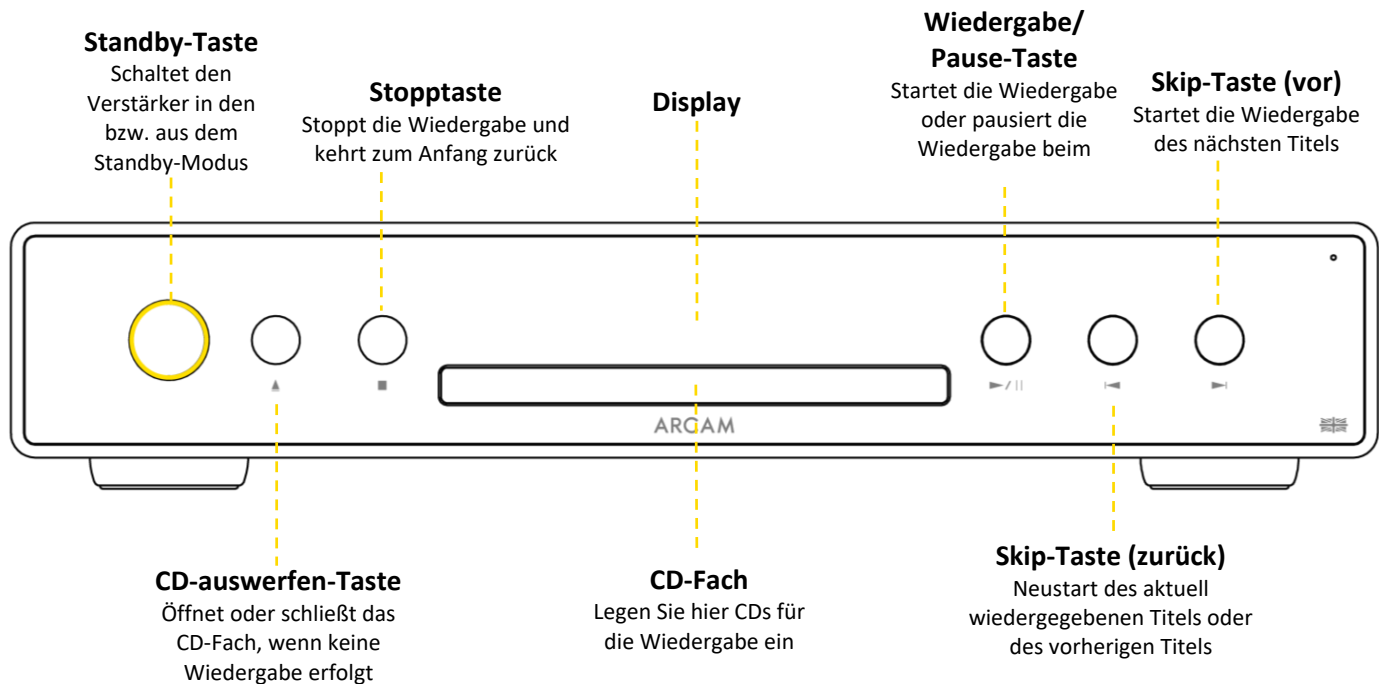 Standby-Taste
Schaltet den
Verstärker in den
bzw. aus dem
Standby-Modus
Stopptaste
Stoppt die Wiedergabe und
kehrt zum Anfang zurück
Display
Wiedergabe/
Pause-Taste
Startet die Wiedergabe
oder pausiert die
Wiedergabe beim
Skip-Taste (vor)
Startet die Wiedergabe
des nächsten Titels
ARCAM
CD-auswerfen-Taste
Öffnet oder schließt das
CD-Fach, wenn keine
Wiedergabe erfolgt
CD-Fach
Legen Sie hier CDs für
die Wiedergabe ein
Skip-Taste (zurück)
Neustart des aktuell
wiedergegebenen Titels oder
des vorherigen Titels